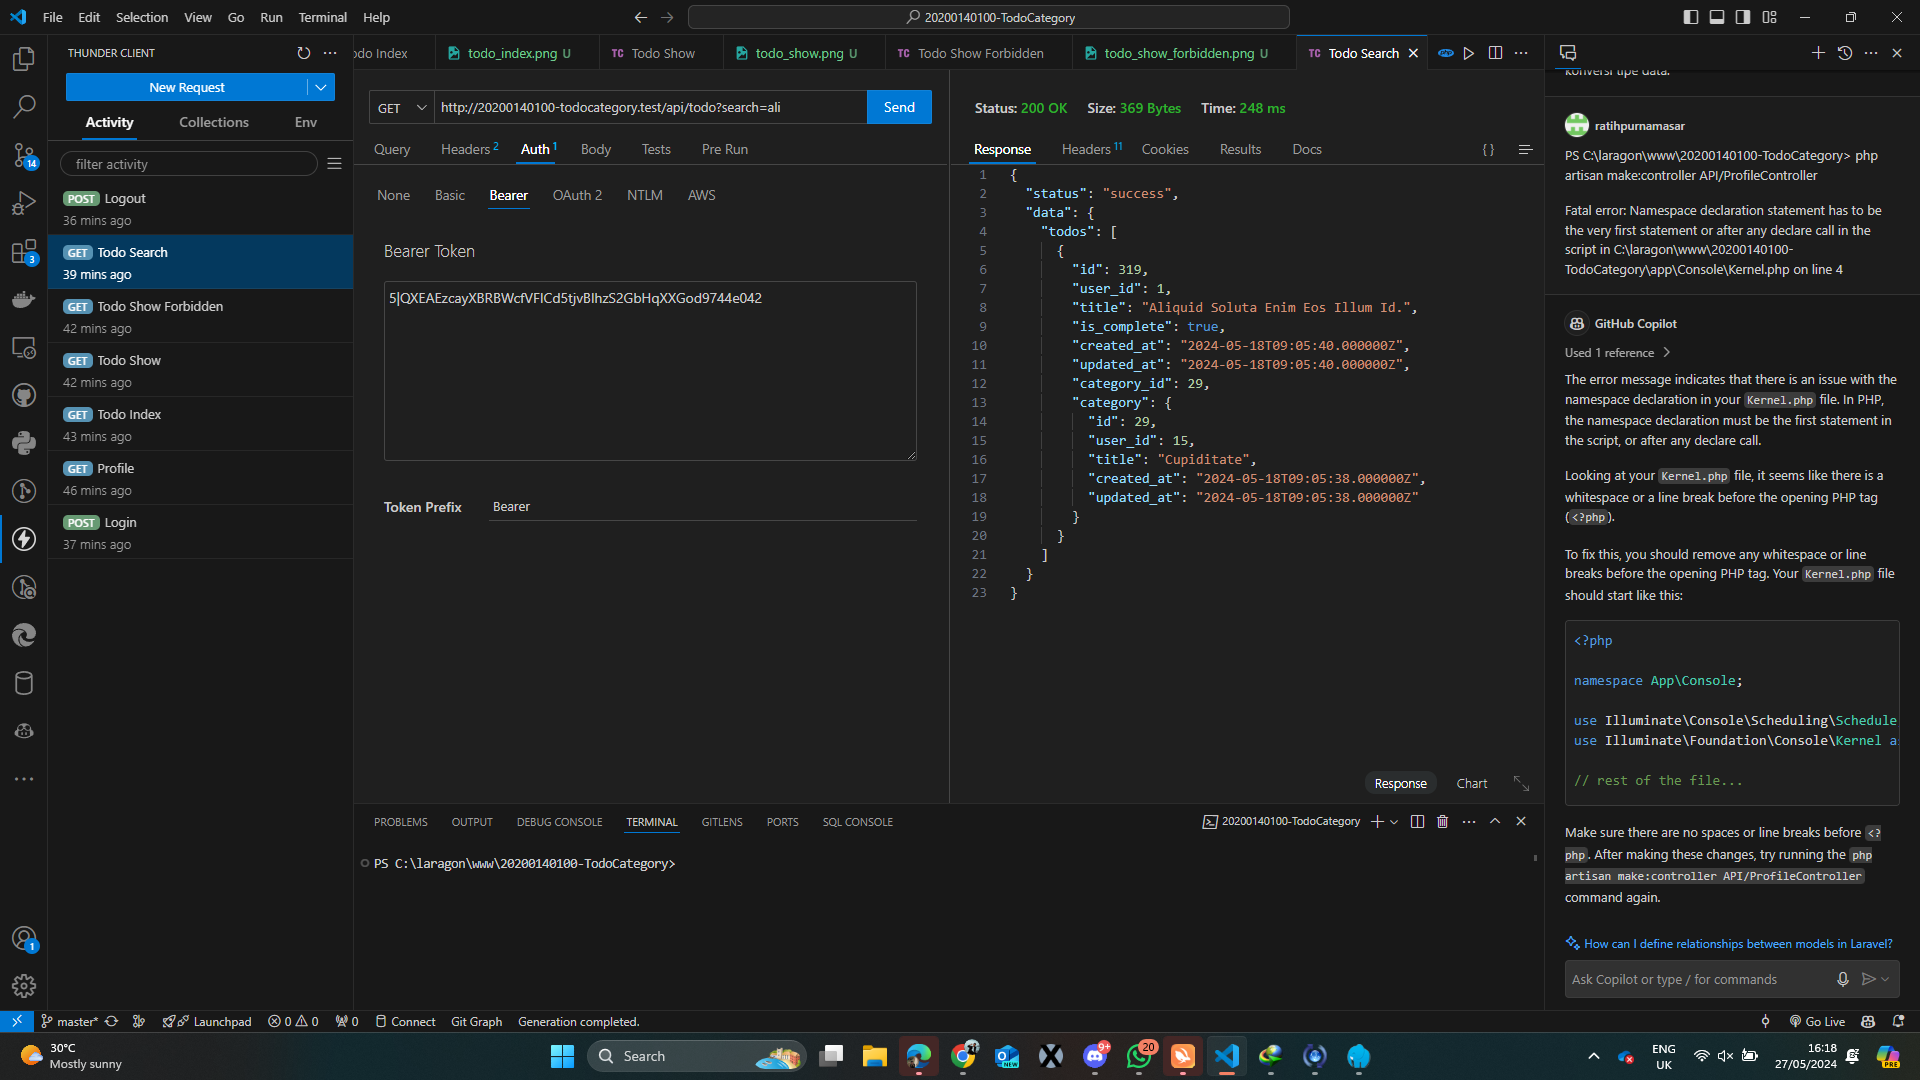 File Edit Selection View Go Run Terminal Help
20200140100-TodoCategory
THUNDER CLIENT
New Request
Activity Collections Env
filter activity
POST Logout
36 mins ago
GET Todo Search
39 mins ago
GET Todo Show Forbidden
42 mins ago
GET Todo Show
42 mins ago
GET Todo Index
43 mins ago
GET Profile
46 mins ago
POST Login
37 mins ago
14
3
1
odo Index
todo_index.png U
TC Todo Show
todo_show.png U
TC Todo Show Forbidden
todo_show_forbidden.png U
TC Todo Search
GET
http://20200140100-todocategory.test/api/todo?search=ali
Send
Query Headers 2 Auth 1 Body Tests Pre Run
None Basic Bearer OAuth 2 NTLM AWS
Bearer Token
5|QXEAEzcayXBRBWcfVFICd5tjvBlhzS2GbHqXXGod9744e042
Token Prefix Bearer
Status: 200 OK Size: 369 Bytes Time: 248 ms
Response Headers 11 Cookies Results Docs
{ }
1 {
2 "status": "success",
3 "data": {
4 "todos": [
5 {
6 "id": 319,
7 "user_id": 1,
8 "title": "Aliquid Soluta Enim Eos Illum Id.",
9 "is_complete": true,
10 "created_at": "2024-05-18T09:05:40.000000Z",
11 "updated_at": "2024-05-18T09:05:40.000000Z",
12 "category_id": 29,
13 "category": {
14 "id": 29,
15 "user_id": 15,
16 "title": "Cupiditate",
17 "created_at": "2024-05-18T09:05:38.000000Z",
18 "updated_at": "2024-05-18T09:05:38.000000Z"
19 }
20 }
21 ]
22 }
23 }
Response Chart
PROBLEMS OUTPUT DEBUG CONSOLE TERMINAL GITLENS PORTS SQL CONSOLE
20200140100-TodoCategory
PS C:\laragon\www\20200140100-TodoCategory>
konversi tipe data.
ratihpurnamasar
PS C:\laragon\www\20200140100-TodoCategory> php
artisan make:controller API/ProfileController
Fatal error: Namespace declaration statement has to be
the very first statement or after any declare call in the
script in C:\laragon\www\20200140100-
TodoCategory\app\Console\Kernel.php on line 4
GitHub Copilot
Used 1 reference
The error message indicates that there is an issue with the
namespace declaration in your Kernel.php file. In PHP,
the namespace declaration must be the first statement in
the script, or after any declare call.
Looking at your Kernel.php file, it seems like there is a
whitespace or a line break before the opening PHP tag
(<?php).
To fix this, you should remove any whitespace or line
breaks before the opening PHP tag. Your Kernel.php file
should start like this:
<?php
namespace App\Console;
use Illuminate\Console\Scheduling\Schedule
use Illuminate\Foundation\Console\Kernel as
// rest of the file...
Make sure there are no spaces or line breaks before <?
php. After making these changes, try running the php
artisan make:controller API/ProfileController
command again.
How can I define relationships between models in Laravel?
Ask Copilot or type / for commands
master* Launchpad 0 0 0 Connect Git Graph Generation completed.
Go Live
30°C
Mostly sunny
Search
NEW
9+
20
ENG
UK
16:18
27/05/2024
PRE